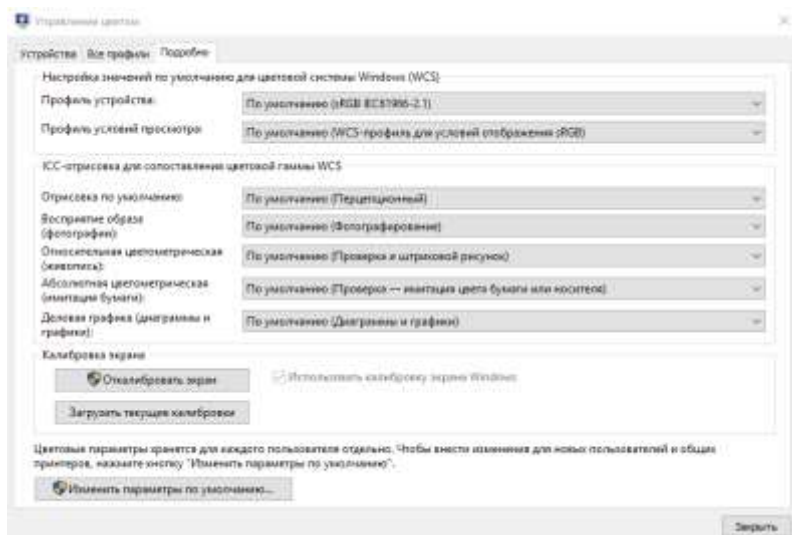 Управление цветом
Устройства Все профили Подробно
Настройка значений по умолчанию для цветовой системы Windows (WCS)
Профиль устройства: По умолчанию (sRGB IEC61966-2.1)
Профиль условий просмотра: По умолчанию (WCS-профиль для условий отображения sRGB)
ICC-отрисовка для сопоставления цветовой гаммы WCS
Отрисовка по умолчанию: По умолчанию (Перцепционный)
Восприятие образа
(фотографии): По умолчанию (Фотографирование)
Относительная цветометрическая
(живопись): По умолчанию (Проверка и штриховой рисунок)
Абсолютная цветометрическая
(имитация бумаги): По умолчанию (Проверка — имитация цвета бумаги или носителя)
Деловая графика (диаграммы и
графики): По умолчанию (Диаграммы и графики)
Калибровка экрана
Откалибровать экран Использовать калибровку экрана Windows
Загрузить текущие калибровки
Цветовые параметры хранятся для каждого пользователя отдельно. Чтобы внести изменения для новых пользователей и общих
принтеров, нажмите кнопку "Изменить параметры по умолчанию".
Изменить параметры по умолчанию...
Закрыть